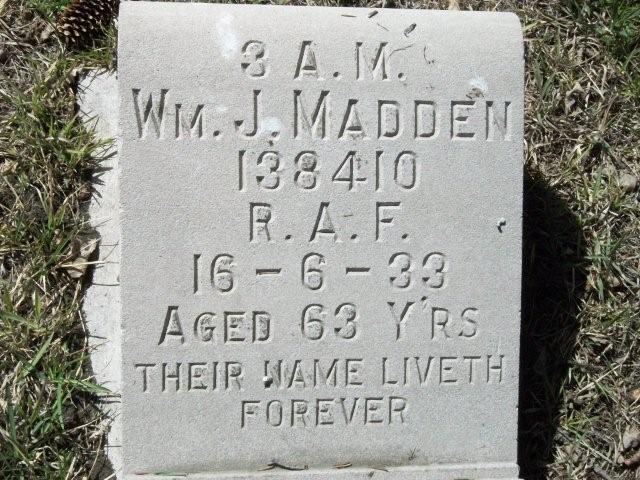 3 A.M.
WM. J. MADDEN
138410
R.A.F.
16-6-33
AGED 63 Y'RS
THEIR NAME LIVETH
FOREVER